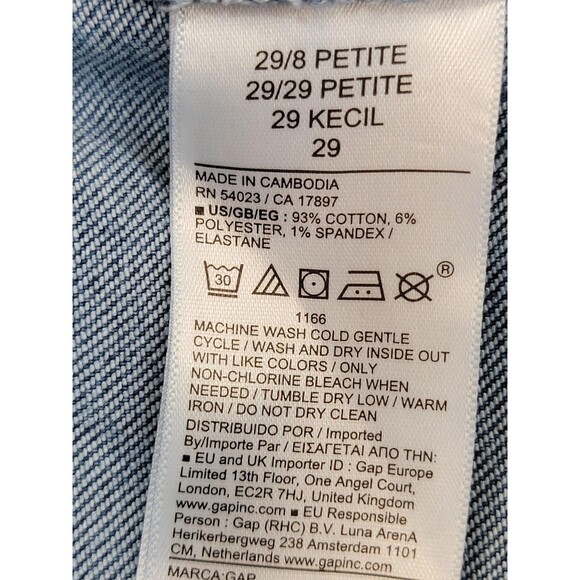 29/8 PETITE
29/29 PETITE
29 KECIL
29
MADE IN CAMBODIA
RN 54023 / CA 17897
■ US/GB/EG : 93% COTTON, 6%
POLYESTER, 1% SPANDEX /
ELASTANE
30
®
1166
MACHINE WASH COLD GENTLE
CYCLE / WASH AND DRY INSIDE OUT
WITH LIKE COLORS / ONLY
NON-CHLORINE BLEACH WHEN
NEEDED / TUMBLE DRY LOW / WARM
IRON / DO NOT DRY CLEAN
DISTRIBUIDO POR / Imported
By/Importe Par / ΕΙΣΑΓΕΤΑΙ ΑΠΟ ΤΗΝ:
■ EU and UK Importer ID : Gap Europe
Limited 13th Floor, One Angel Court,
London, EC2R 7HJ, United Kingdom
www.gapinc.com ■ EU Responsible
Person : Gap (RHC) B.V. Luna ArenA
Herikerbergweg 238 Amsterdam 1101
CM, Netherlands www.gapinc.com
MARCA:GAP